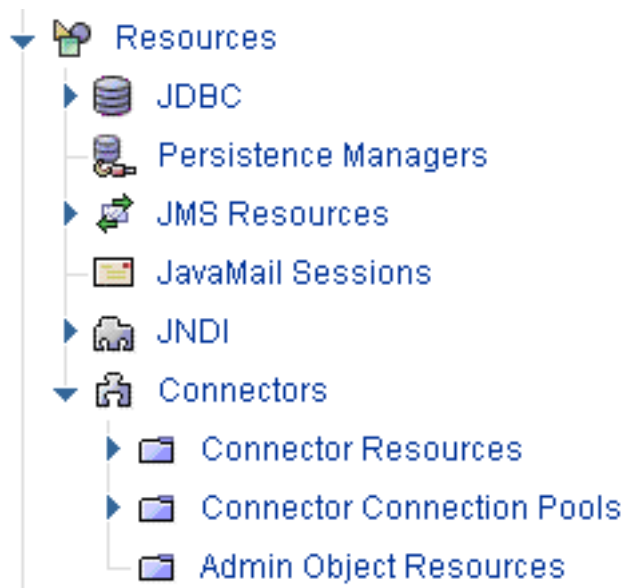 Resources
JDBC
Persistence Managers
JMS Resources
JavaMail Sessions
JNDI
Connectors
Connector Resources
Connector Connection Pools
Admin Object Resources